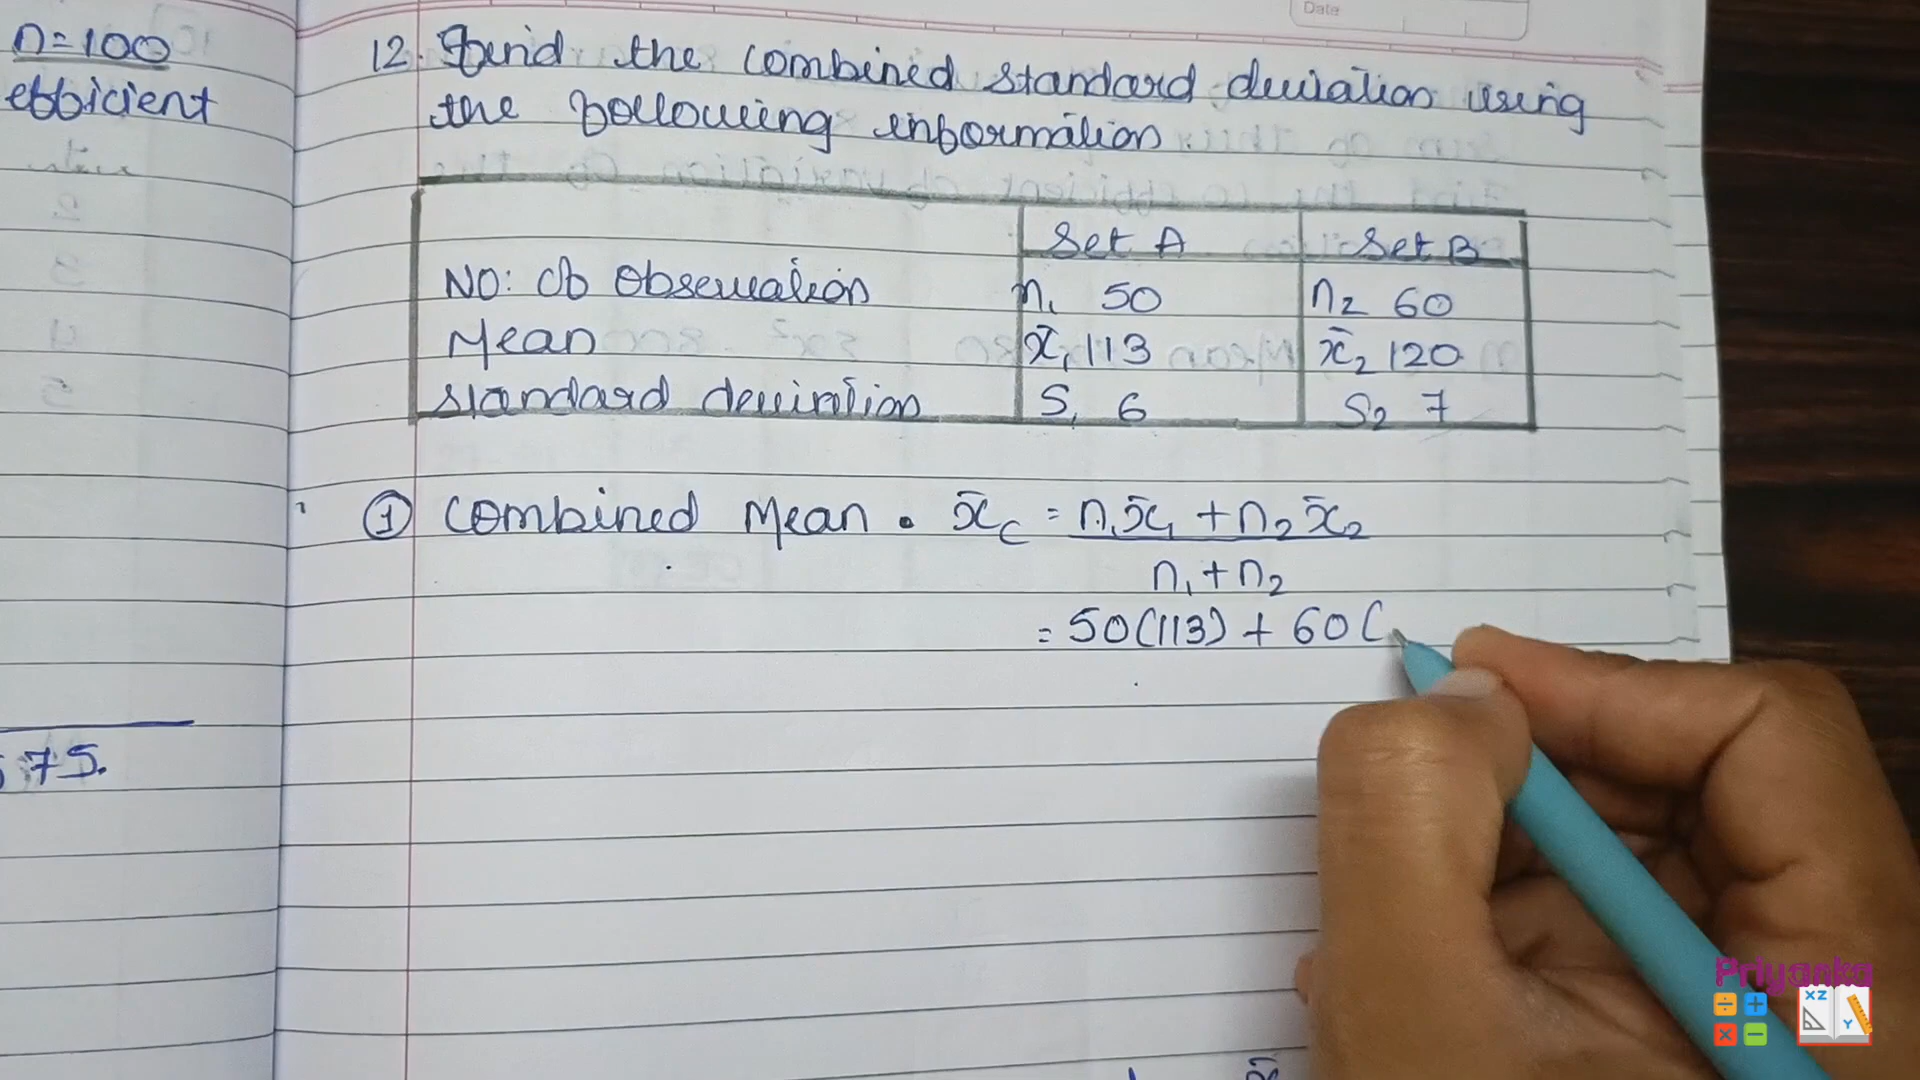 n=100
efficient
75.
Date
12. Find the combined standard deviation using
the following information.
Set A Set B
NO: of observation n₁ 50 n₂ 60
Mean x̄₁ 113 x̄₂ 120
standard deviation S₁ 6 S₂ 7
① combined Mean . x̄c = n₁x̄₁ + n₂x̄₂
n₁ + n₂
= 50(113) + 60(
Priyanka
XZ
Y